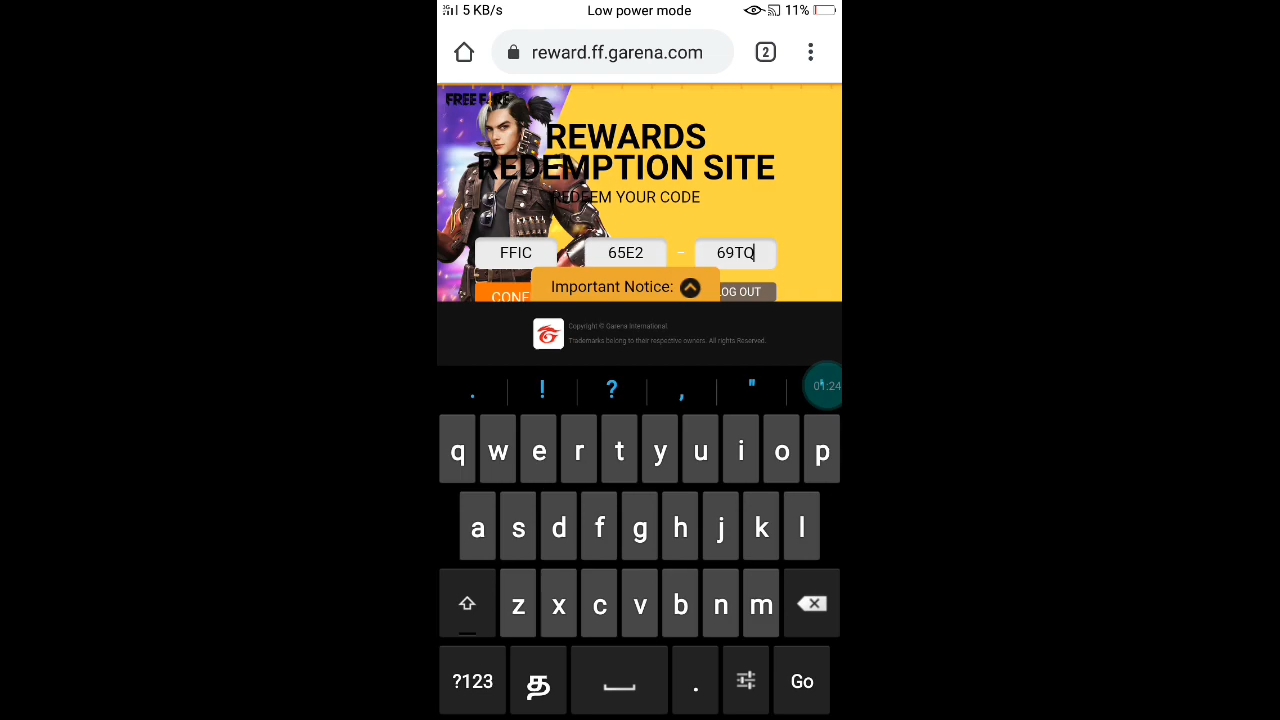 5 KB/s Low power mode 11%
reward.ff.garena.com 2
FREE FIRE
REWARDS
REDEMPTION SITE
REDEEM YOUR CODE
FFIC - 65E2 - 69TQ
CONF Important Notice: LOG OUT
Copyright © Garena International.
Trademarks belong to their respective owners. All rights Reserved.
. ! ? , "
01:24
q w e r t y u i o p
a s d f g h j k l
z x c v b n m
?123 த . Go